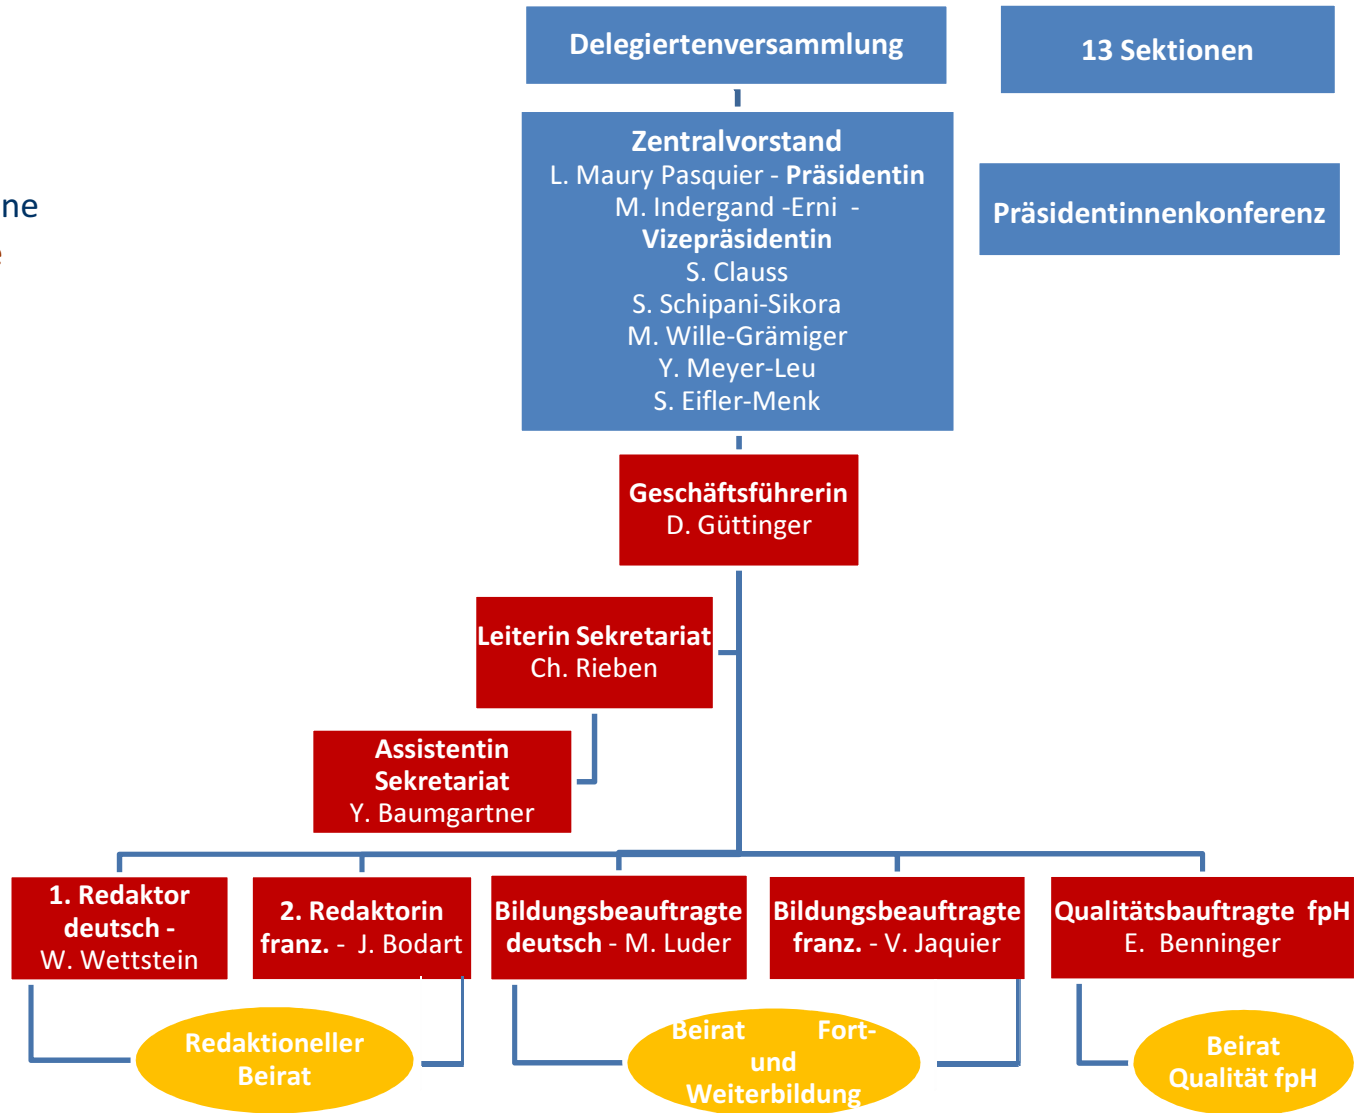 Delegiertenversammlung
13 Sektionen
Zentralvorstand
L. Maury Pasquier - Präsidentin
M. Indergand -Erni -
Vizepräsidentin
S. Clauss
S. Schipani-Sikora
M. Wille-Grämiger
Y. Meyer-Leu
S. Eifler-Menk
Präsidentinnenkonferenz
ne
e
Geschäftsführerin
D. Güttinger
Leiterin Sekretariat
Ch. Rieben
Assistentin
Sekretariat
Y. Baumgartner
1. Redaktor
deutsch -
W. Wettstein
2. Redaktorin
franz. - J. Bodart
Bildungsbeauftragte
deutsch - M. Luder
Bildungsbeauftragte
franz. - V. Jaquier
Qualitätsbauftragte fpH
E. Benninger
Redaktioneller
Beirat
Beirat Fort-
und
Weiterbildung
Beirat
Qualität fpH